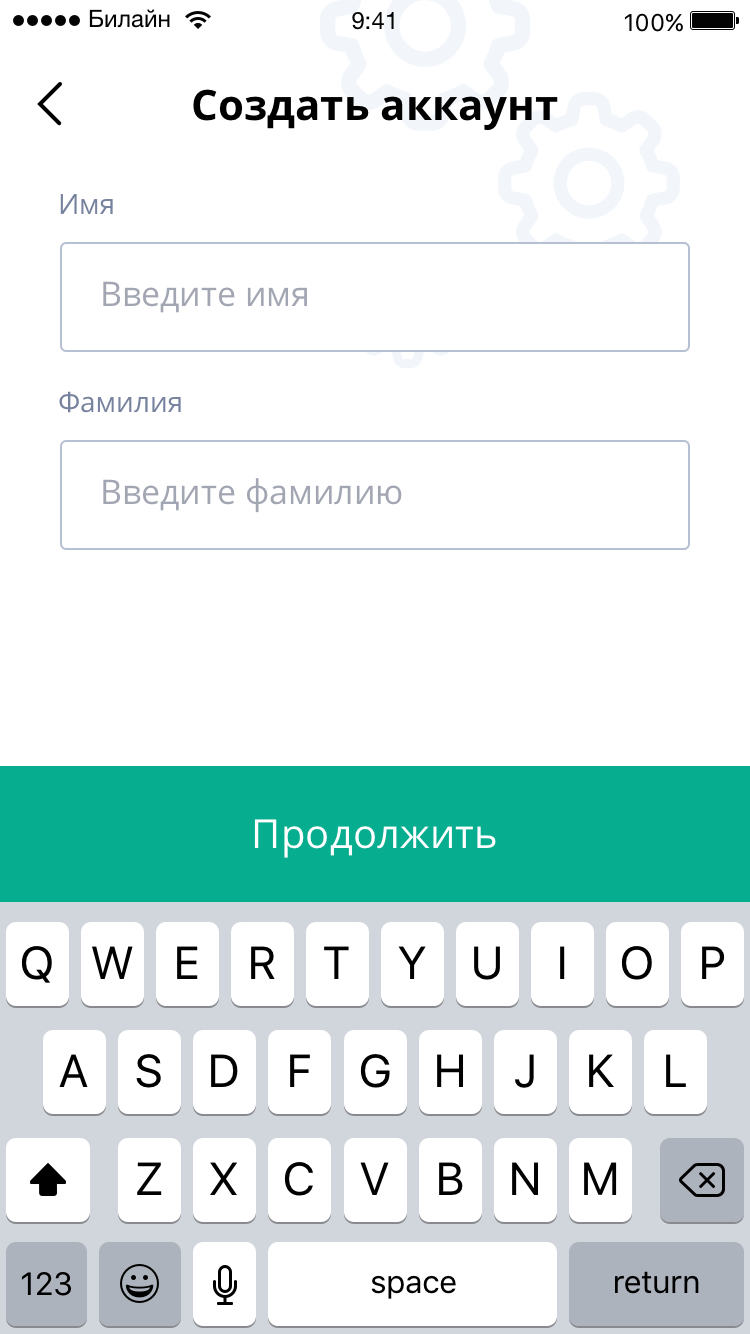 Билайн 9:41 100%
Создать аккаунт
Имя
Введите имя
Фамилия
Введите фамилию
Продолжить
Q W E R T Y U I O P
A S D F G H J K L
Z X C V B N M
123 space return